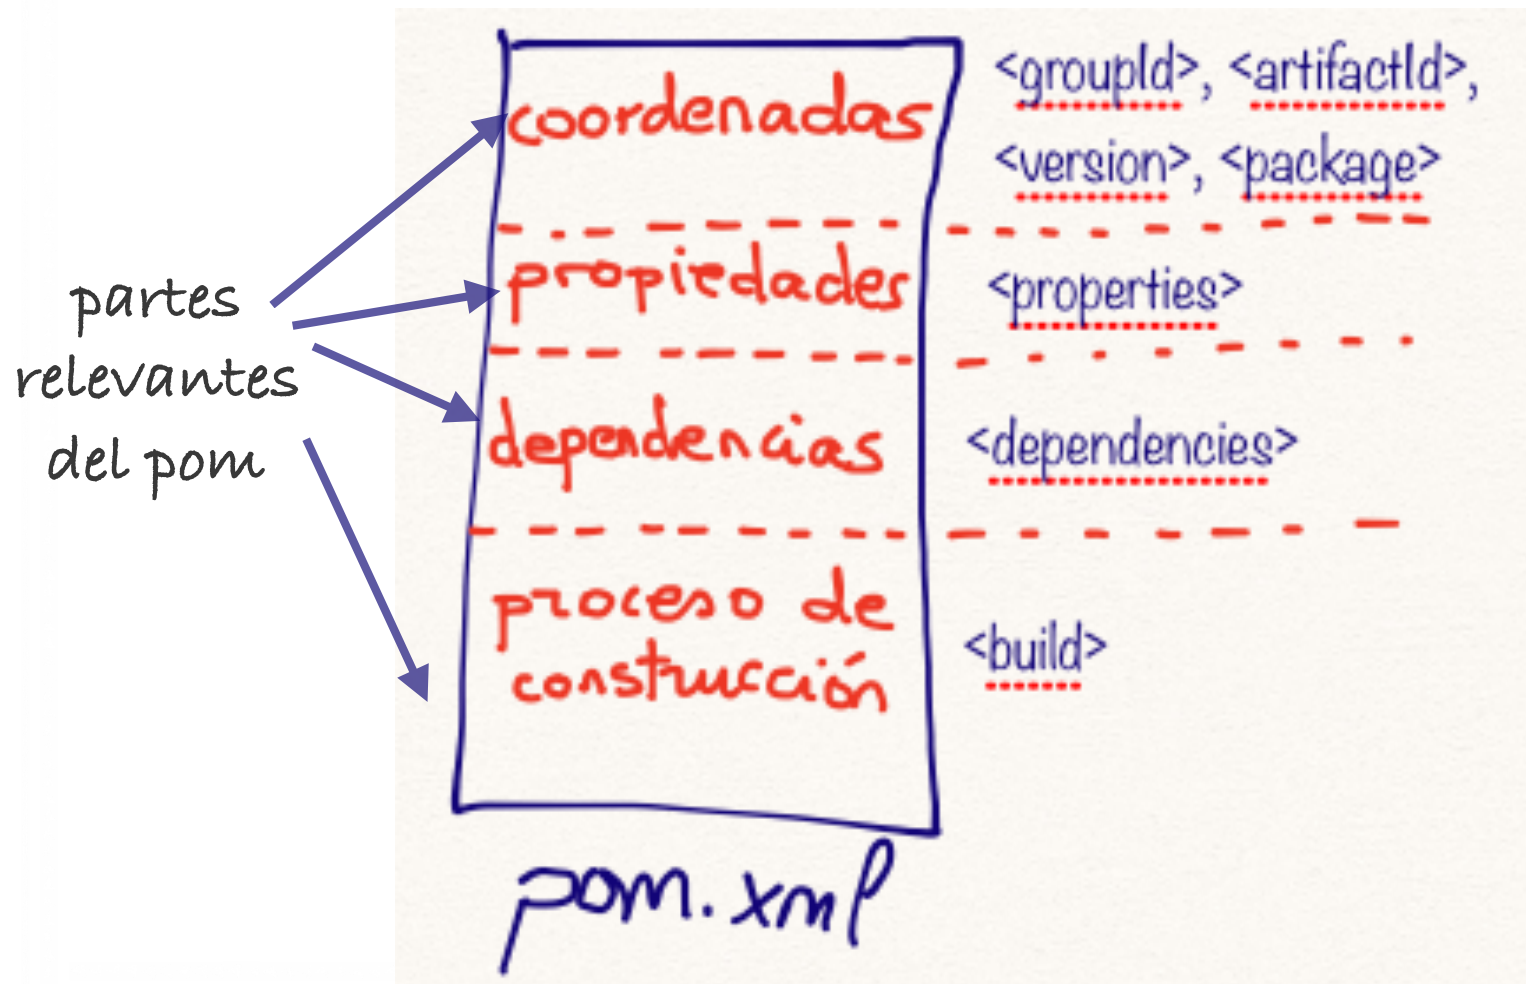 partes
relevantes
del pom
coordenadas
<groupId>, <artifactId>,
<version>, <package>
propiedades
<properties>
dependencias
<dependencies>
proceso de
construcción
<build>
pom.xml